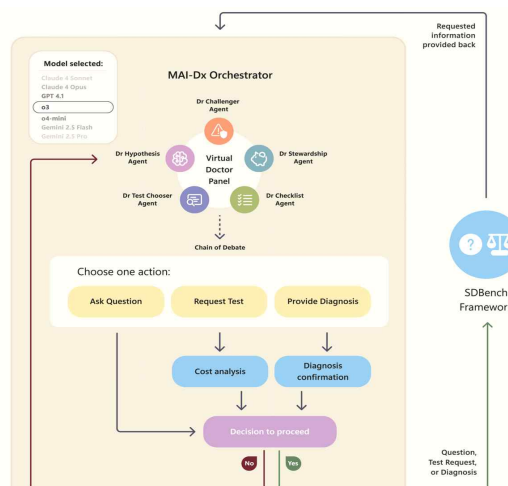 Requested
information
provided back
Model selected:
Claude 4 Sonnet
Claude 4 Opus
GPT 4.1
o3
o4-mini
Gemini 2.5 Flash
Gemini 2.5 Pro
MAI-Dx Orchestrator
Dr Challenger
Agent
Dr Hypothesis
Agent
Virtual
Doctor
Panel
Dr Stewardship
Agent
Dr Test Chooser
Agent
Dr Checklist
Agent
Chain of Debate
Choose one action:
Ask Question
Request Test
Provide Diagnosis
?
SDBench
Framewor
Cost analysis
Diagnosis
confirmation
Decision to proceed
No
Yes
Question,
Test Request,
or Diagnosis